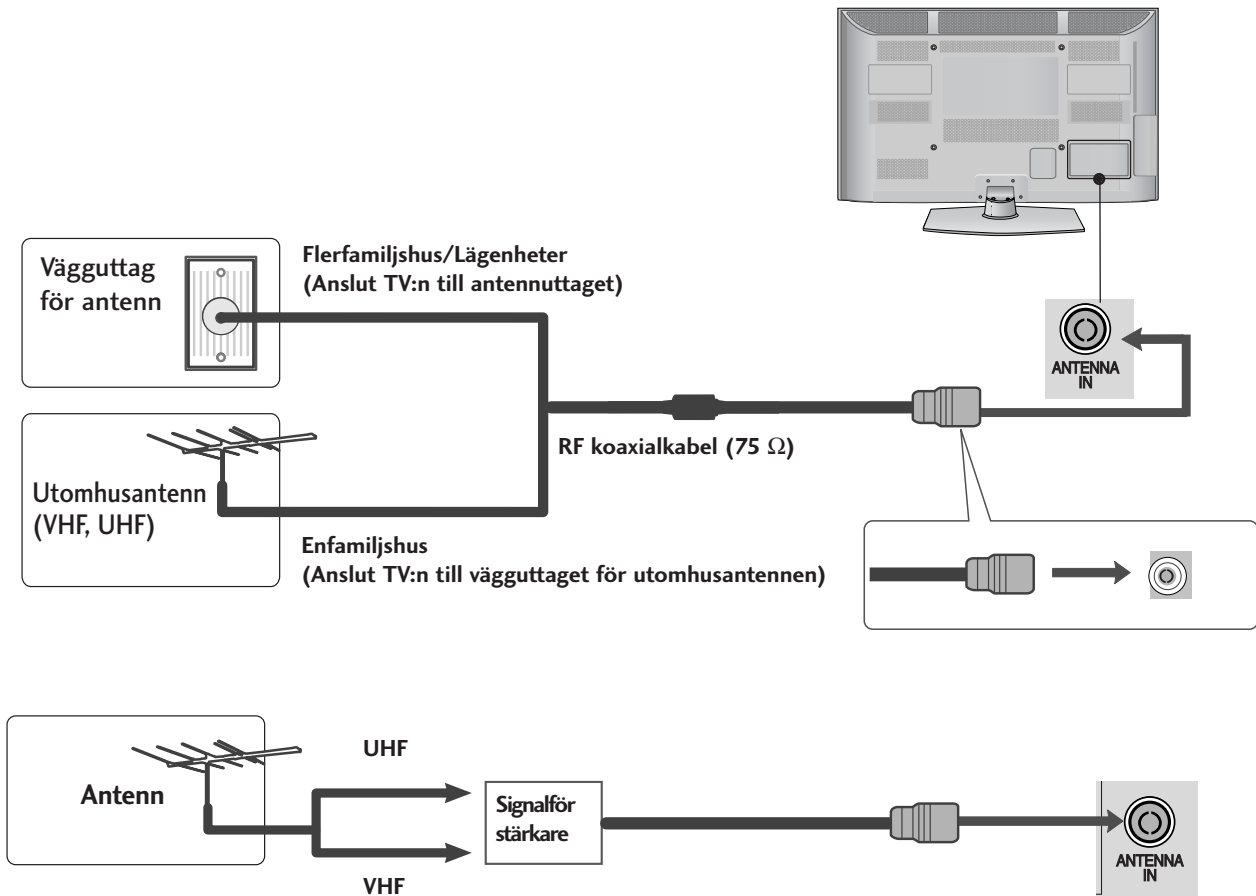 Vägguttag
för antenn
Flerfamiljshus/Lägenheter
(Anslut TV:n till antennuttaget)
ANTENNA
IN
RF koaxialkabel (75 Ω)
Utomhusantenn
(VHF, UHF)
Enfamiljshus
(Anslut TV:n till vägguttaget för utomhusantennen)
Antenn
UHF
VHF
Signalför
stärkare
ANTENNA
IN